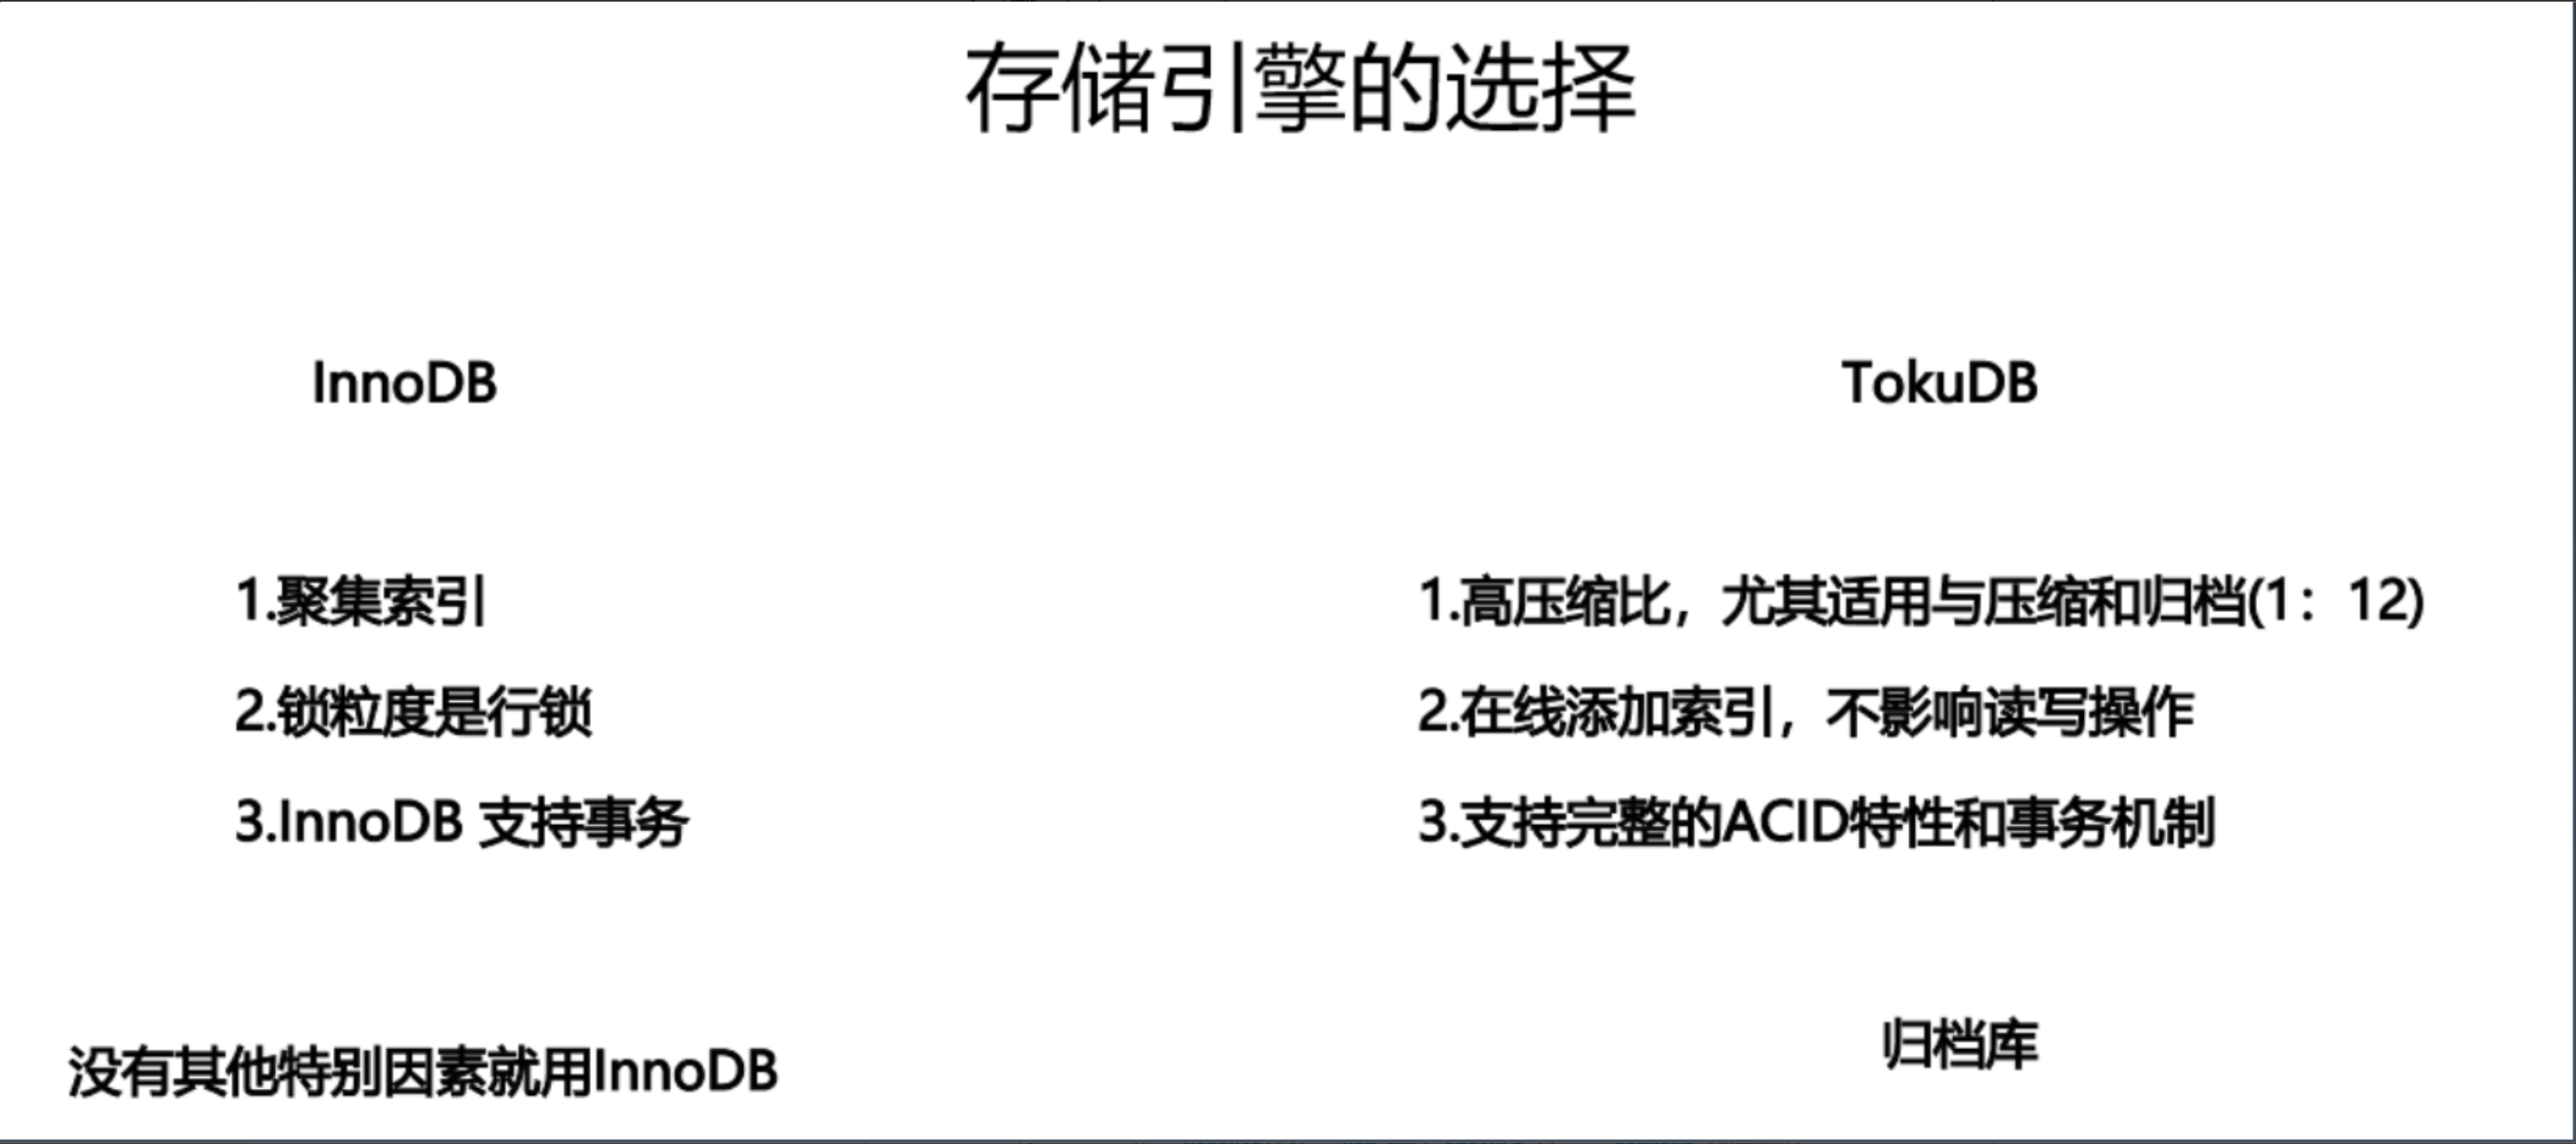 存储引擎的选择
InnoDB
1.聚集索引
2.锁粒度是行锁
3.InnoDB 支持事务
没有其他特别因素就用InnoDB
TokuDB
1.高压缩比，尤其适用与压缩和归档(1：12)
2.在线添加索引，不影响读写操作
3.支持完整的ACID特性和事务机制
归档库